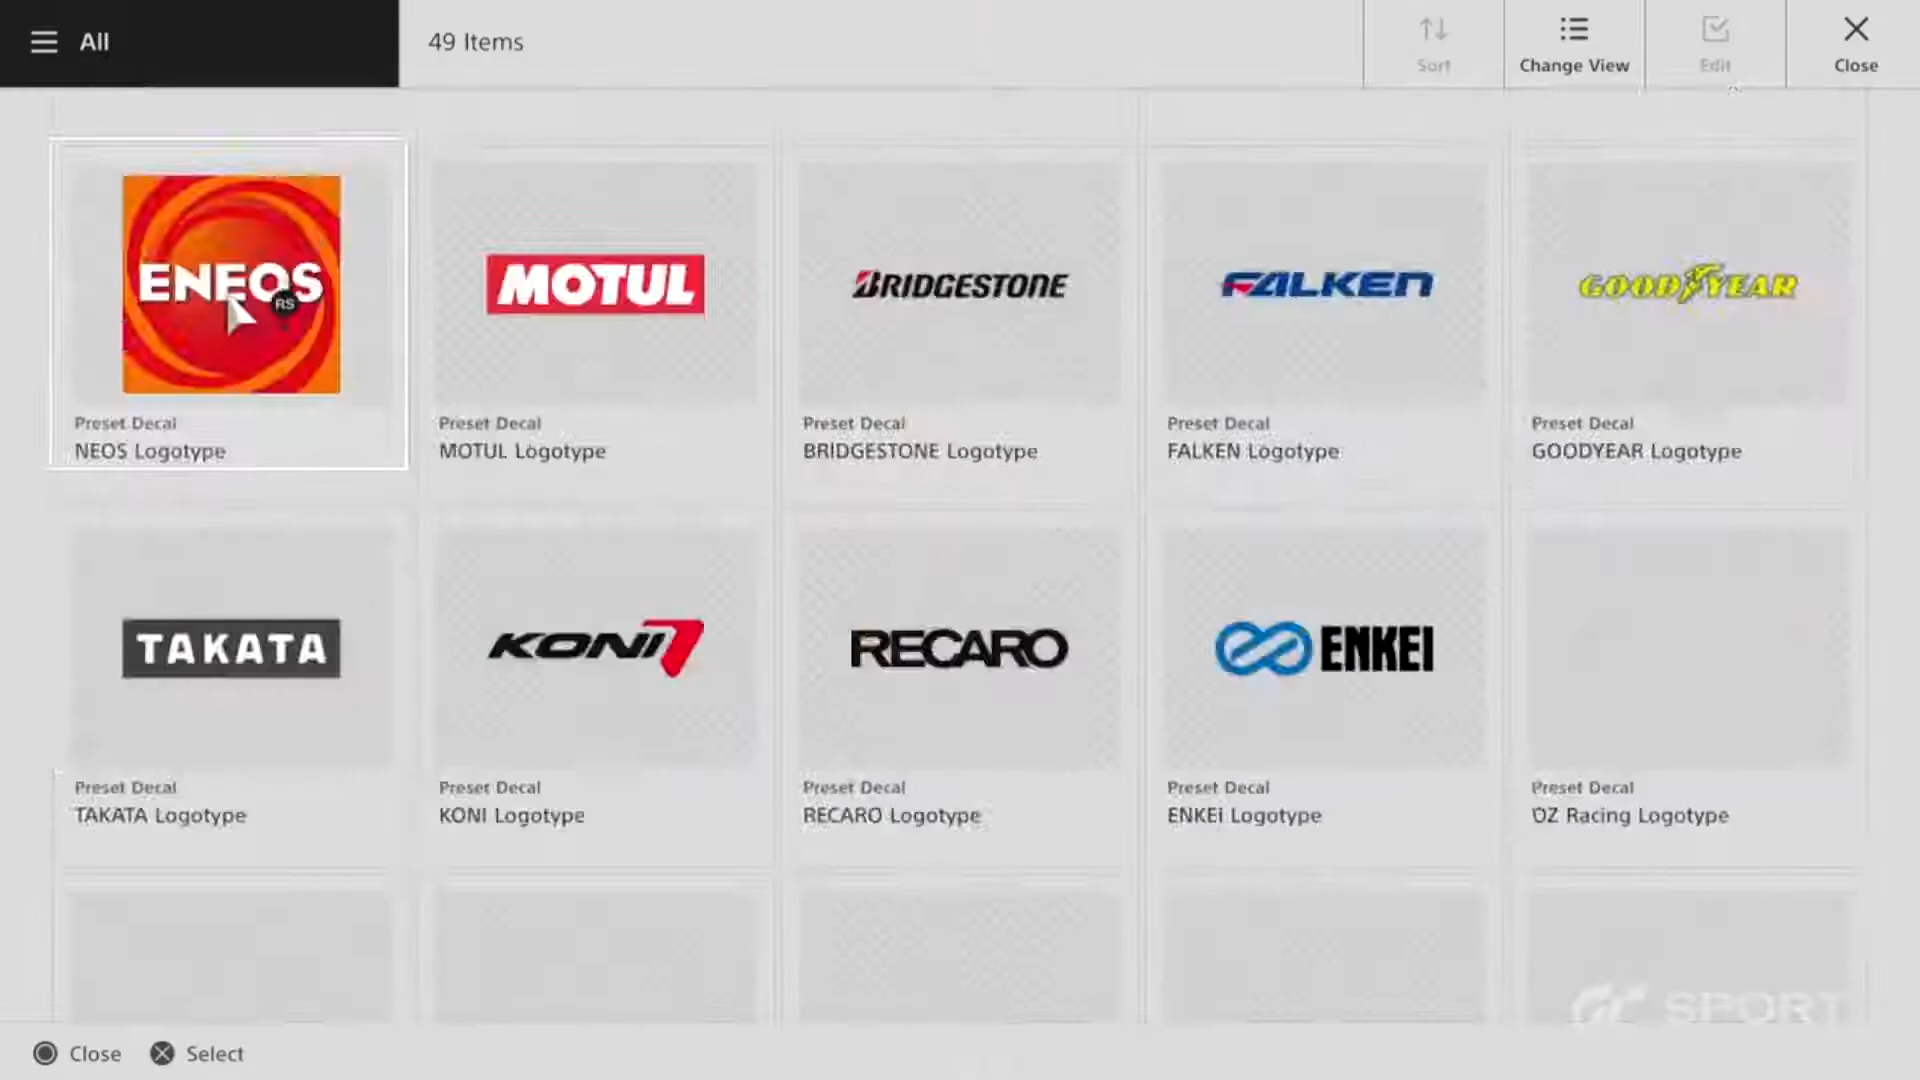 All
49 Items
Sort
Change View
Edit
Close
ENEOS
RS
MOTUL
BRIDGESTONE
FALKEN
GOODYEAR
Preset Decal
NEOS Logotype
Preset Decal
MOTUL Logotype
Preset Decal
BRIDGESTONE Logotype
Preset Decal
FALKEN Logotype
Preset Decal
GOODYEAR Logotype
TAKATA
KONI
RECARO
ENKEI
Preset Decal
TAKATA Logotype
Preset Decal
KONI Logotype
Preset Decal
RECARO Logotype
Preset Decal
ENKEI Logotype
Preset Decal
OZ Racing Logotype
GT SPORT
Close
Select